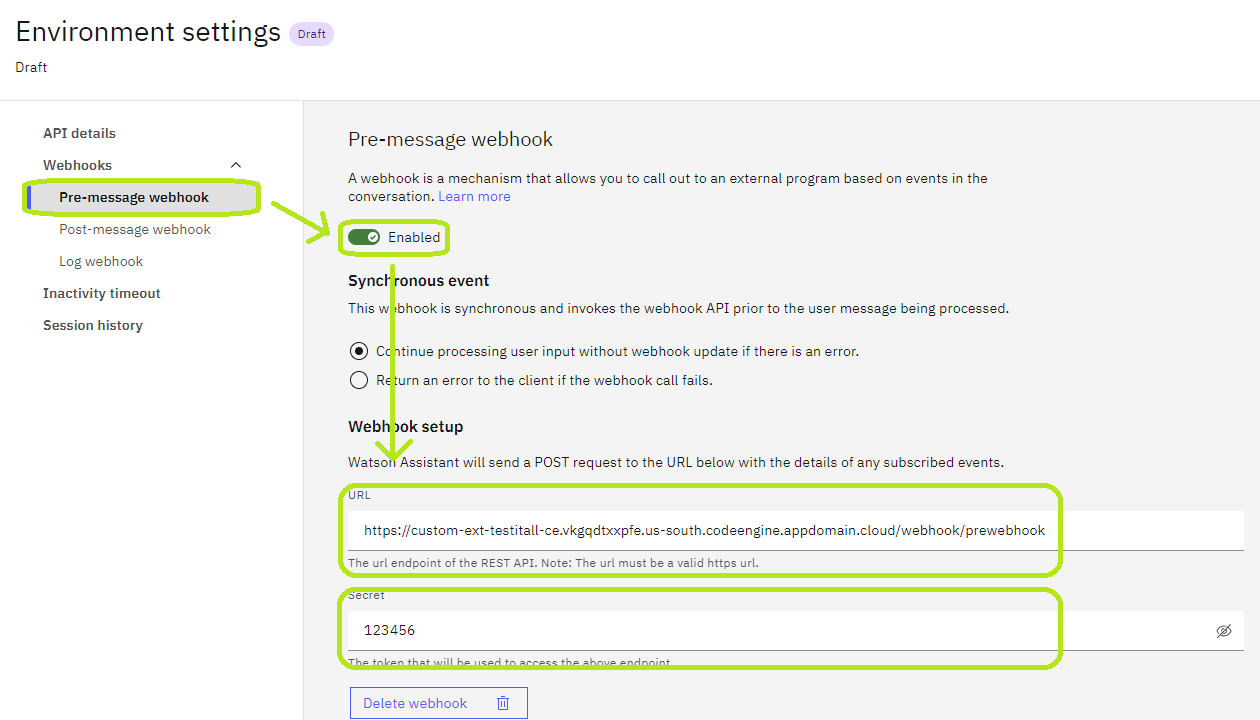 Environment settings Draft
Draft
API details
Webhooks
Pre-message webhook
Post-message webhook
Log webhook
Inactivity timeout
Session history
Pre-message webhook
A webhook is a mechanism that allows you to call out to an external program based on events in the
conversation. Learn more
Enabled
Synchronous event
This webhook is synchronous and invokes the webhook API prior to the user message being processed.
Continue processing user input without webhook update if there is an error.
Return an error to the client if the webhook call fails.
Webhook setup
Watson Assistant will send a POST request to the URL below with the details of any subscribed events.
URL
https://custom-ext-testitall-ce.vkgqdtxxpfe.us-south.codeengine.appdomain.cloud/webhook/prewebhook
The url endpoint of the REST API. Note: The url must be a valid https url.
Secret
123456
The token that will be used to access the above endpoint
Delete webhook